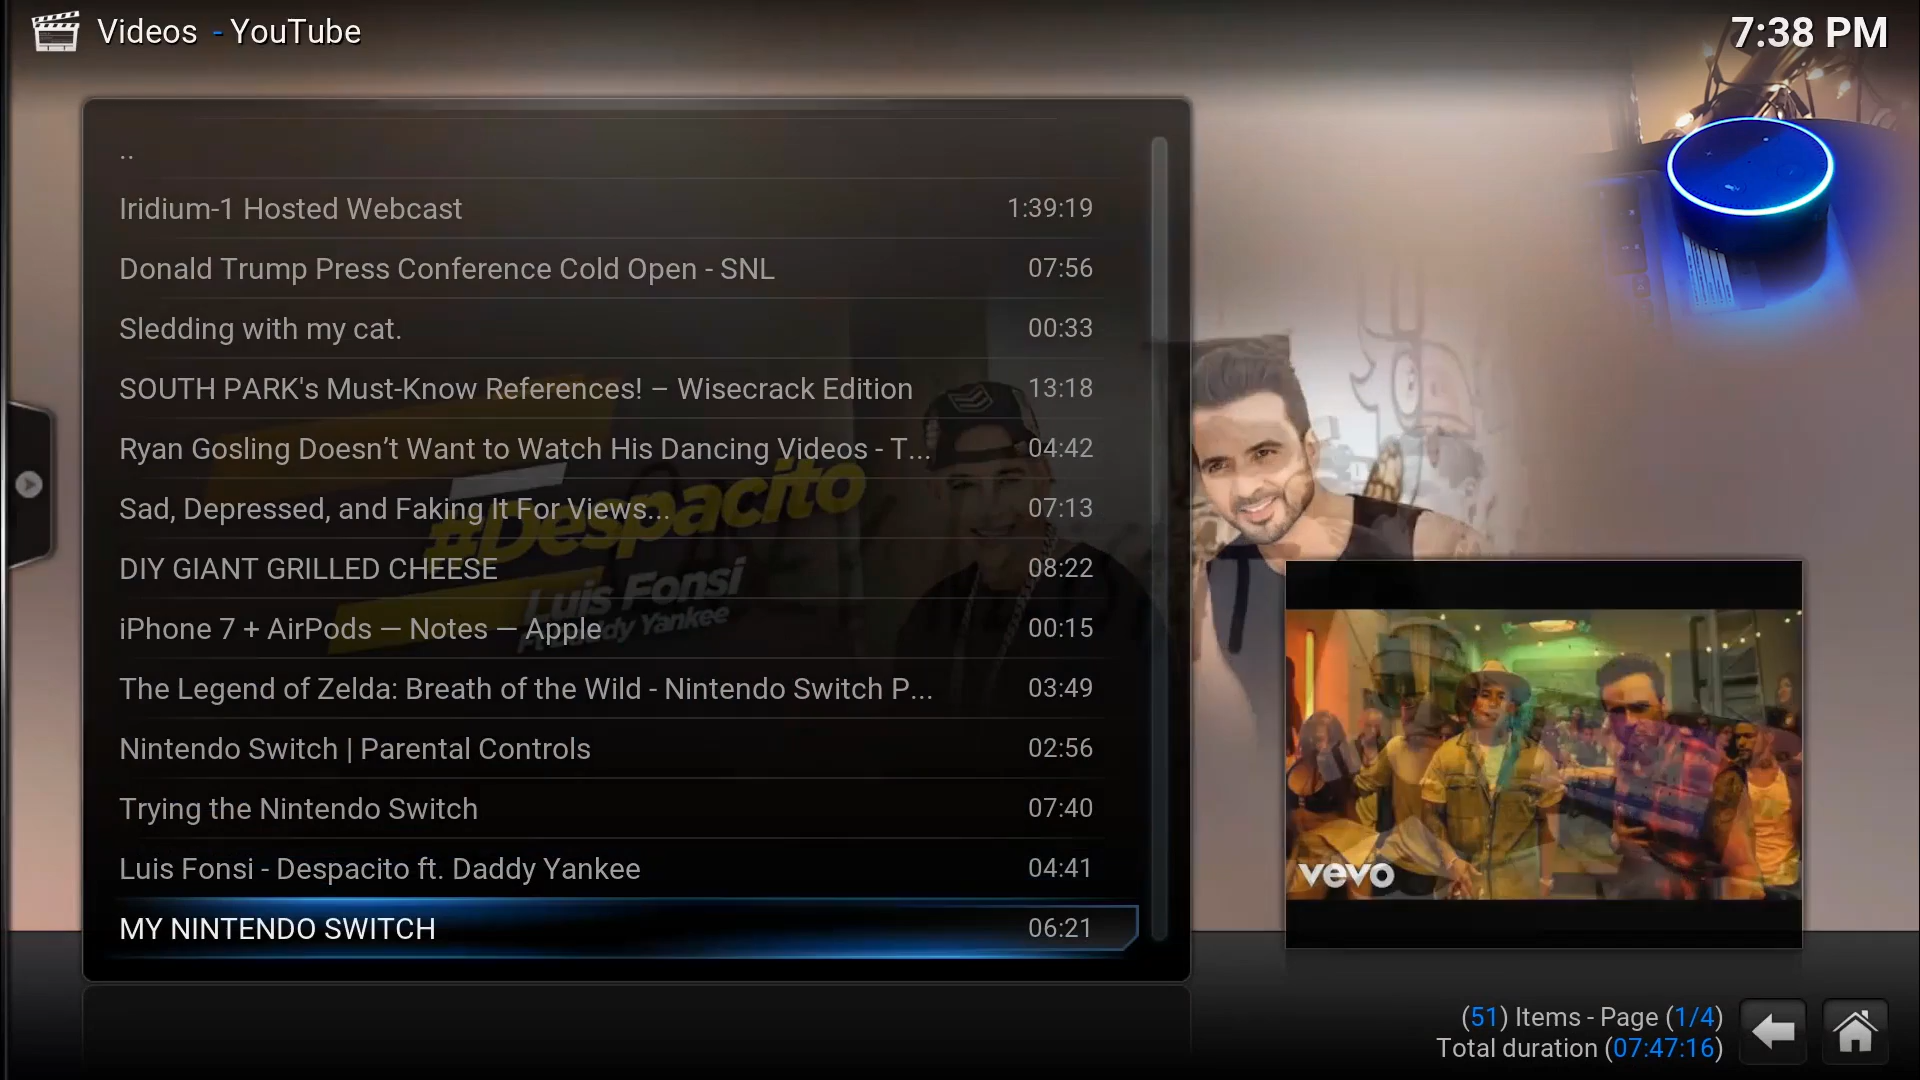 Videos - YouTube
7:38 PM
..
Iridium-1 Hosted Webcast 1:39:19
Donald Trump Press Conference Cold Open - SNL 07:56
Sledding with my cat. 00:33
SOUTH PARK's Must-Know References! – Wisecrack Edition 13:18
Ryan Gosling Doesn’t Want to Watch His Dancing Videos - T... 04:42
Sad, Depressed, and Faking It For Views... 07:13
#Despacito
DIY GIANT GRILLED CHEESE 08:22
Luis Fonsi
iPhone 7 + AirPods — Notes — Apple 00:15
Daddy Yankee
The Legend of Zelda: Breath of the Wild - Nintendo Switch P... 03:49
Nintendo Switch | Parental Controls 02:56
Trying the Nintendo Switch 07:40
Luis Fonsi - Despacito ft. Daddy Yankee 04:41
MY NINTENDO SWITCH 06:21
vevo
(51) Items - Page (1/4)
Total duration (07:47:16)